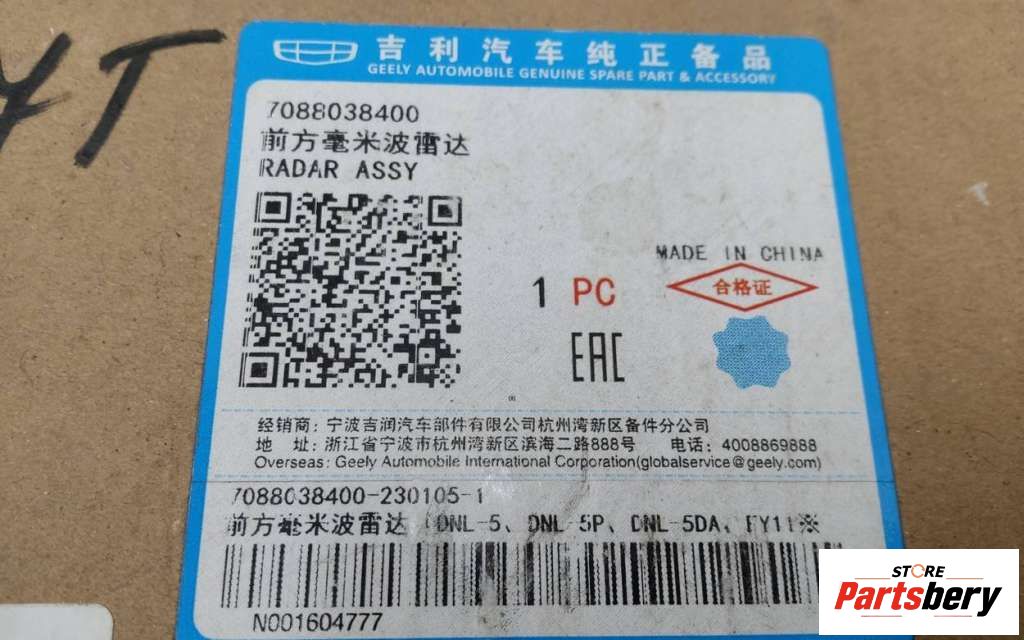 YT
吉利汽车纯正备品
GEELY AUTOMOBILE GENUINE SPARE PART & ACCESSORY
7088038400
前方毫米波雷达
RADAR ASSY
MADE IN CHINA
1 PC
合格证
EAC
经销商：宁波吉润汽车部件有限公司杭州湾新区备件分公司
地 址：浙江省宁波市杭州湾新区滨海二路888号 电话：4008869888
Overseas: Geely Automobile International Corporation(globalservice@geely.com)
7088038400-230105-1
前方毫米波雷达（DNL-5、DNL-5P、DNL-5DA、FY11※
N001604777
STORE
Partsbery